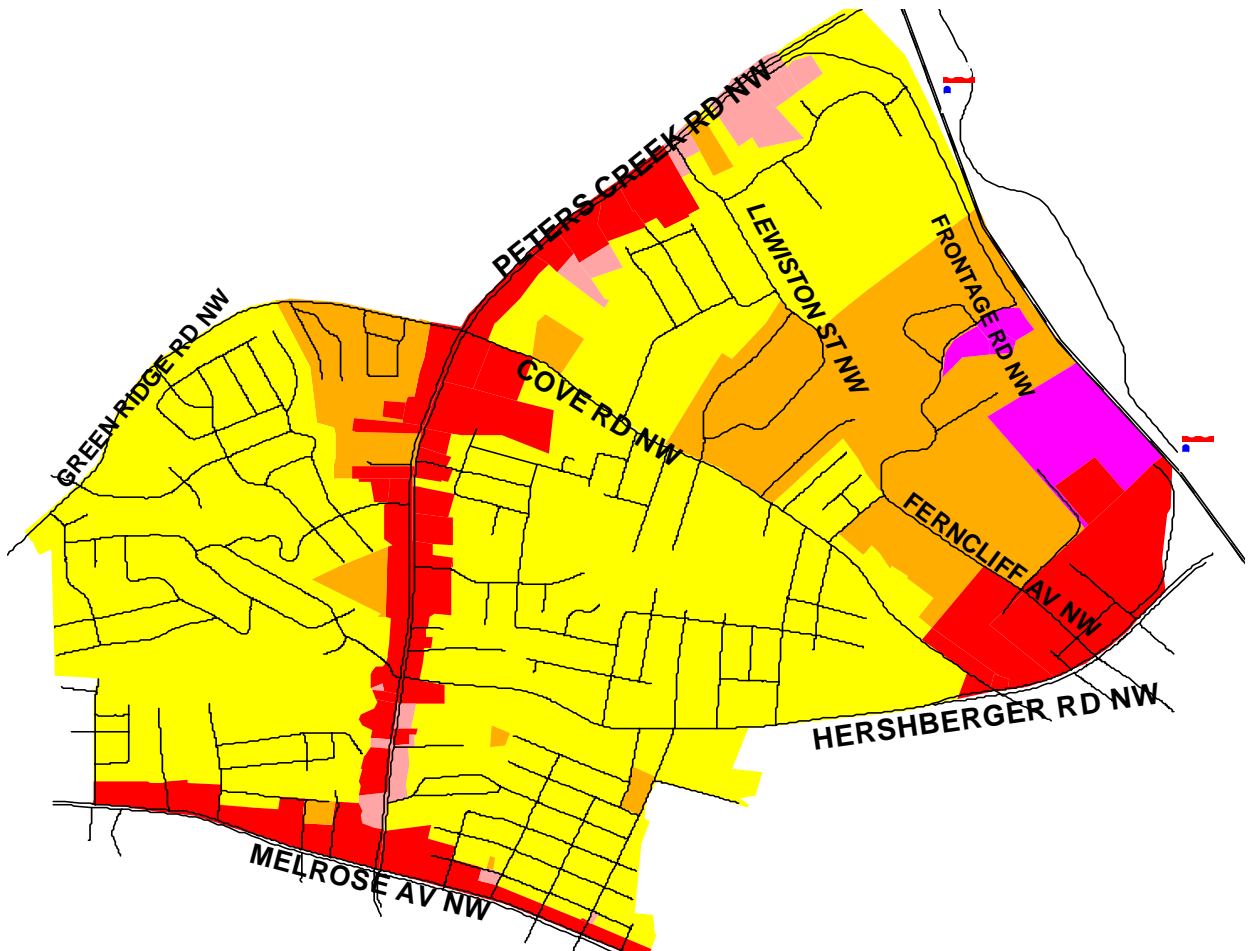 PETERS CREEK RD NW
LEWISTON ST NW
FRONTAGE RD NW
GREEN RIDGE RD NW
COVE RD NW
FERNCLIFF AV NW
HERSHBERGER RD NW
MELROSE AV NW